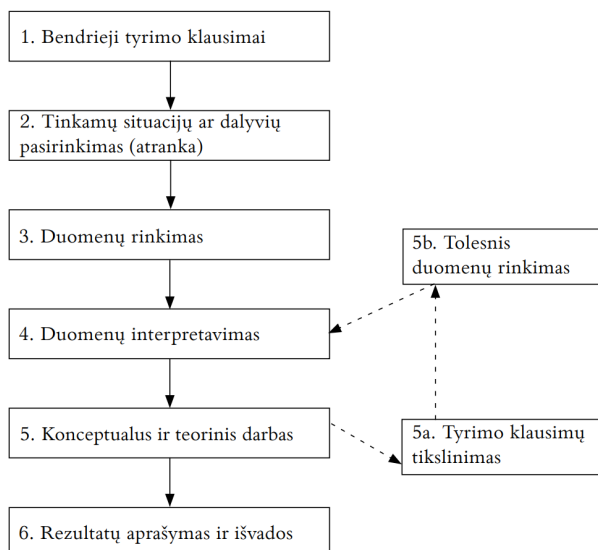 1. Bendrieji tyrimo klausimai
2. Tinkamų situacijų ar dalyvių
pasirinkimas (atranka)
3. Duomenų rinkimas
5b. Tolesnis
duomenų rinkimas
4. Duomenų interpretavimas
5. Konceptualus ir teorinis darbas
5a. Tyrimo klausimų
tikslinimas
6. Rezultatų aprašymas ir išvados